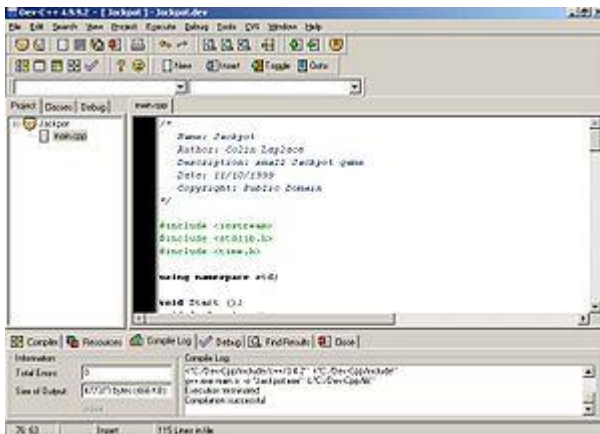 Dev-C++ 4.9.9.2 - [ Jackpot ] - Jackpot.dev
File Edit Search View Project Execute Debug Tools CVS Window Help
New Insert Toggle Goto
Project Classes Debug main.cpp
Jackpot
main.cpp
/*
Name: Jackpot
Author: Colin Laplace
Description: small Jackpot game
Date: 11/10/1999
Copyright: Public Domain
*/
#include <iostream>
#include <stdlib.h>
#include <time.h>
using namespace std;
void Start ();
Compiler Resources Compile Log Debug Find Results Close
Information
Compile Log
Total Errors: 0
Size of Output:
Execution terminated
Compilation successful
Insert 115 Lines in file